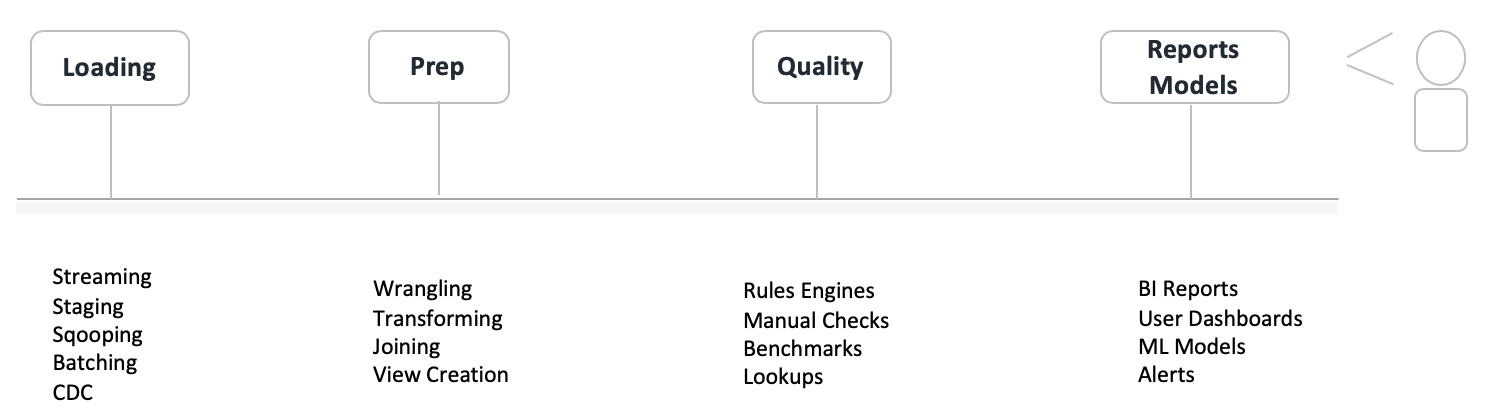 Loading
Prep
Quality
Reports
Models
Streaming
Staging
Sqooping
Batching
CDC
Wrangling
Transforming
Joining
View Creation
Rules Engines
Manual Checks
Benchmarks
Lookups
BI Reports
User Dashboards
ML Models
Alerts